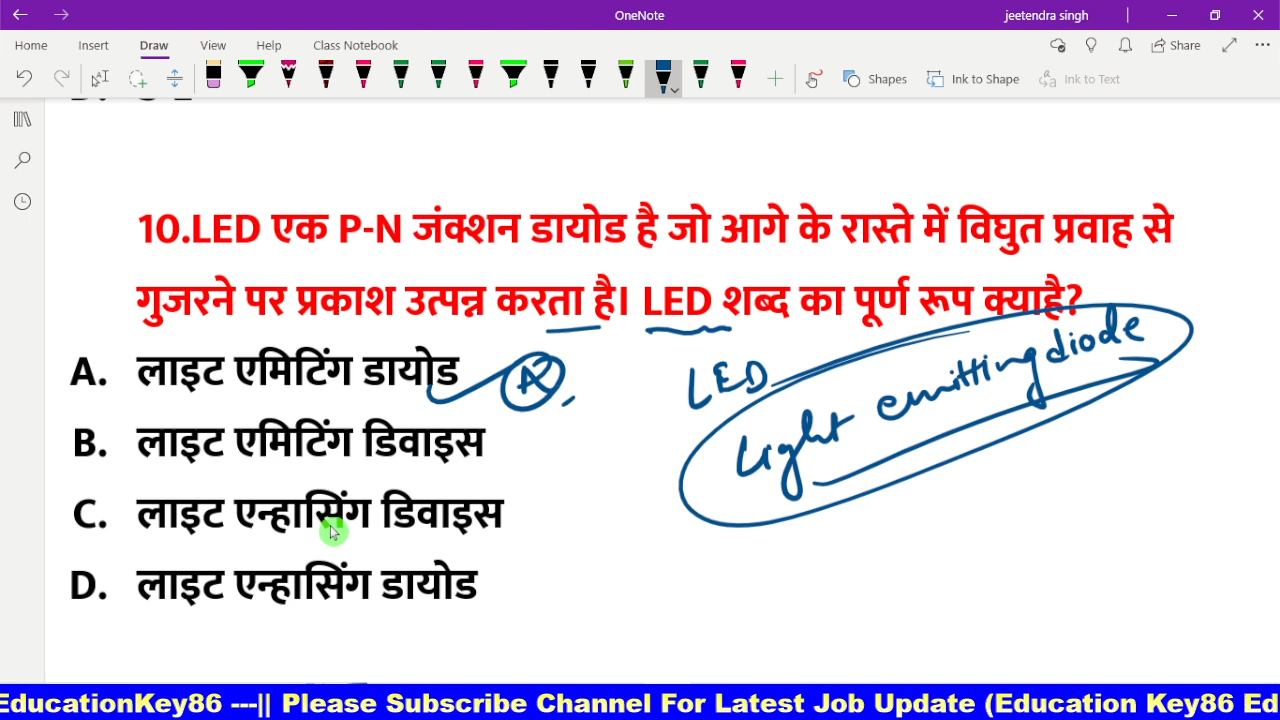 OneNote
jeetendra singh
Home Insert Draw View Help Class Notebook
Share
Shapes Ink to Shape Ink to Text
10.LED एक P-N जंक्शन डायोड है जो आगे के रास्ते में विघुत प्रवाह से
गुजरने पर प्रकाश उत्पन्न करता है। LED शब्द का पूर्ण रूप क्याहै?
A. लाइट एमिटिंग डायोड
A
LED
Light emitting diode
B. लाइट एमिटिंग डिवाइस
C. लाइट एन्हासिंग डिवाइस
D. लाइट एन्हासिंग डायोड
EducationKey86 ---|| Please Subscribe Channel For Latest Job Update (Education Key86 Ed